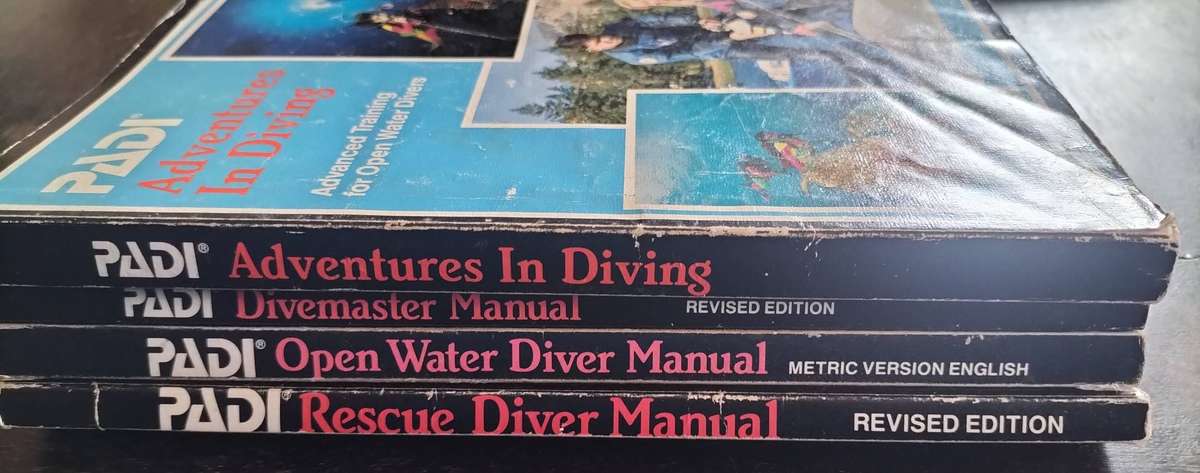 PADI®
Adventures
In Diving
Advanced Training
for Open Water Divers
PADI® Adventures In Diving
PADI Divemaster Manual REVISED EDITION
PADI® Open Water Diver Manual METRIC VERSION ENGLISH
PADI® Rescue Diver Manual REVISED EDITION